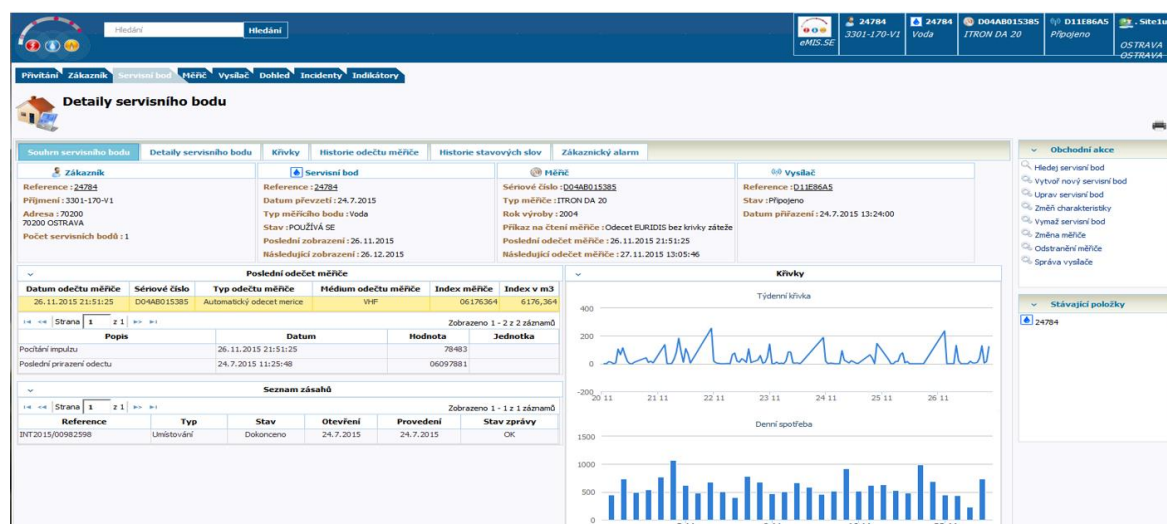 Hledání
Hledání
eMIS.SE
24784
3301-170-V1
24784
Voda
D04AB015385
ITRON DA 20
D11E86A5
Připojeno
. Site1u
OSTRAVA
OSTRAVA
Přivítání Zákazník Servisní bod Měřič Vysílač Dohled Incidenty Indikátory
Detaily servisního bodu
Souhrn servisního bodu Detaily servisního bodu Křivky Historie odečtu měřiče Historie stavových slov Zákaznický alarm
Zákazník
Reference : 24784
Příjmení : 3301-170-V1
Adresa : 70200
70200 OSTRAVA
Počet servisních bodů : 1
Servisní bod
Reference : 24784
Datum převzetí : 24.7.2015
Typ měřícího bodu : Voda
Stav : POUŽÍVÁ SE
Poslední zobrazení : 26.11.2015
Následující zobrazení : 26.12.2015
Měřič
Sériové číslo : D04AB015385
Typ měřiče : ITRON DA 20
Rok výroby : 2004
Příkaz na čtení měřiče : Odecet EURIDIS bez krivky záteže
Poslední odečet měřiče : 26.11.2015 21:51:25
Následující odečet měřiče : 27.11.2015 13:05:46
Vysílač
Reference : D11E86A5
Stav : Připojeno
Datum přiřazení : 24.7.2015 13:24:00
Obchodní akce
Hledej servisní bod
Vytvoř nový servisní bod
Uprav servisní bod
Změň charakteristiky
Vymaž servisní bod
Změna měřiče
Odstranění měřiče
Správa vysílače
Stávající položky
24784
Poslední odečet měřiče
Datum odečtu měřiče Sériové číslo Typ odečtu měřiče Médium odečtu měřiče Index měřiče Index v m3
26.11.2015 21:51:25 D04AB015385 Automatický odecet merice VHF 06176364 6176,364
Strana 1 z 1 Zobrazeno 1 - 2 z 2 záznamů
Popis Datum Hodnota Jednotka
Pocítání impulzu 26.11.2015 21:51:25 78483
Poslední prirazení odectu 24.7.2015 11:25:48 06097881
Seznam zásahů
Strana 1 z 1 Zobrazeno 1 - 1 z 1 záznamů
Reference Typ Stav Otevření Provedení Stav zprávy
INT2015/00982598 Umístování Dokonceno 24.7.2015 24.7.2015 OK
Křivky
Týdenní křivka
400
200
0
-200
20 11 21 11 22 11 23 11 24 11 25 11 26 11
Denní spotřeba
1500
1000
500
0